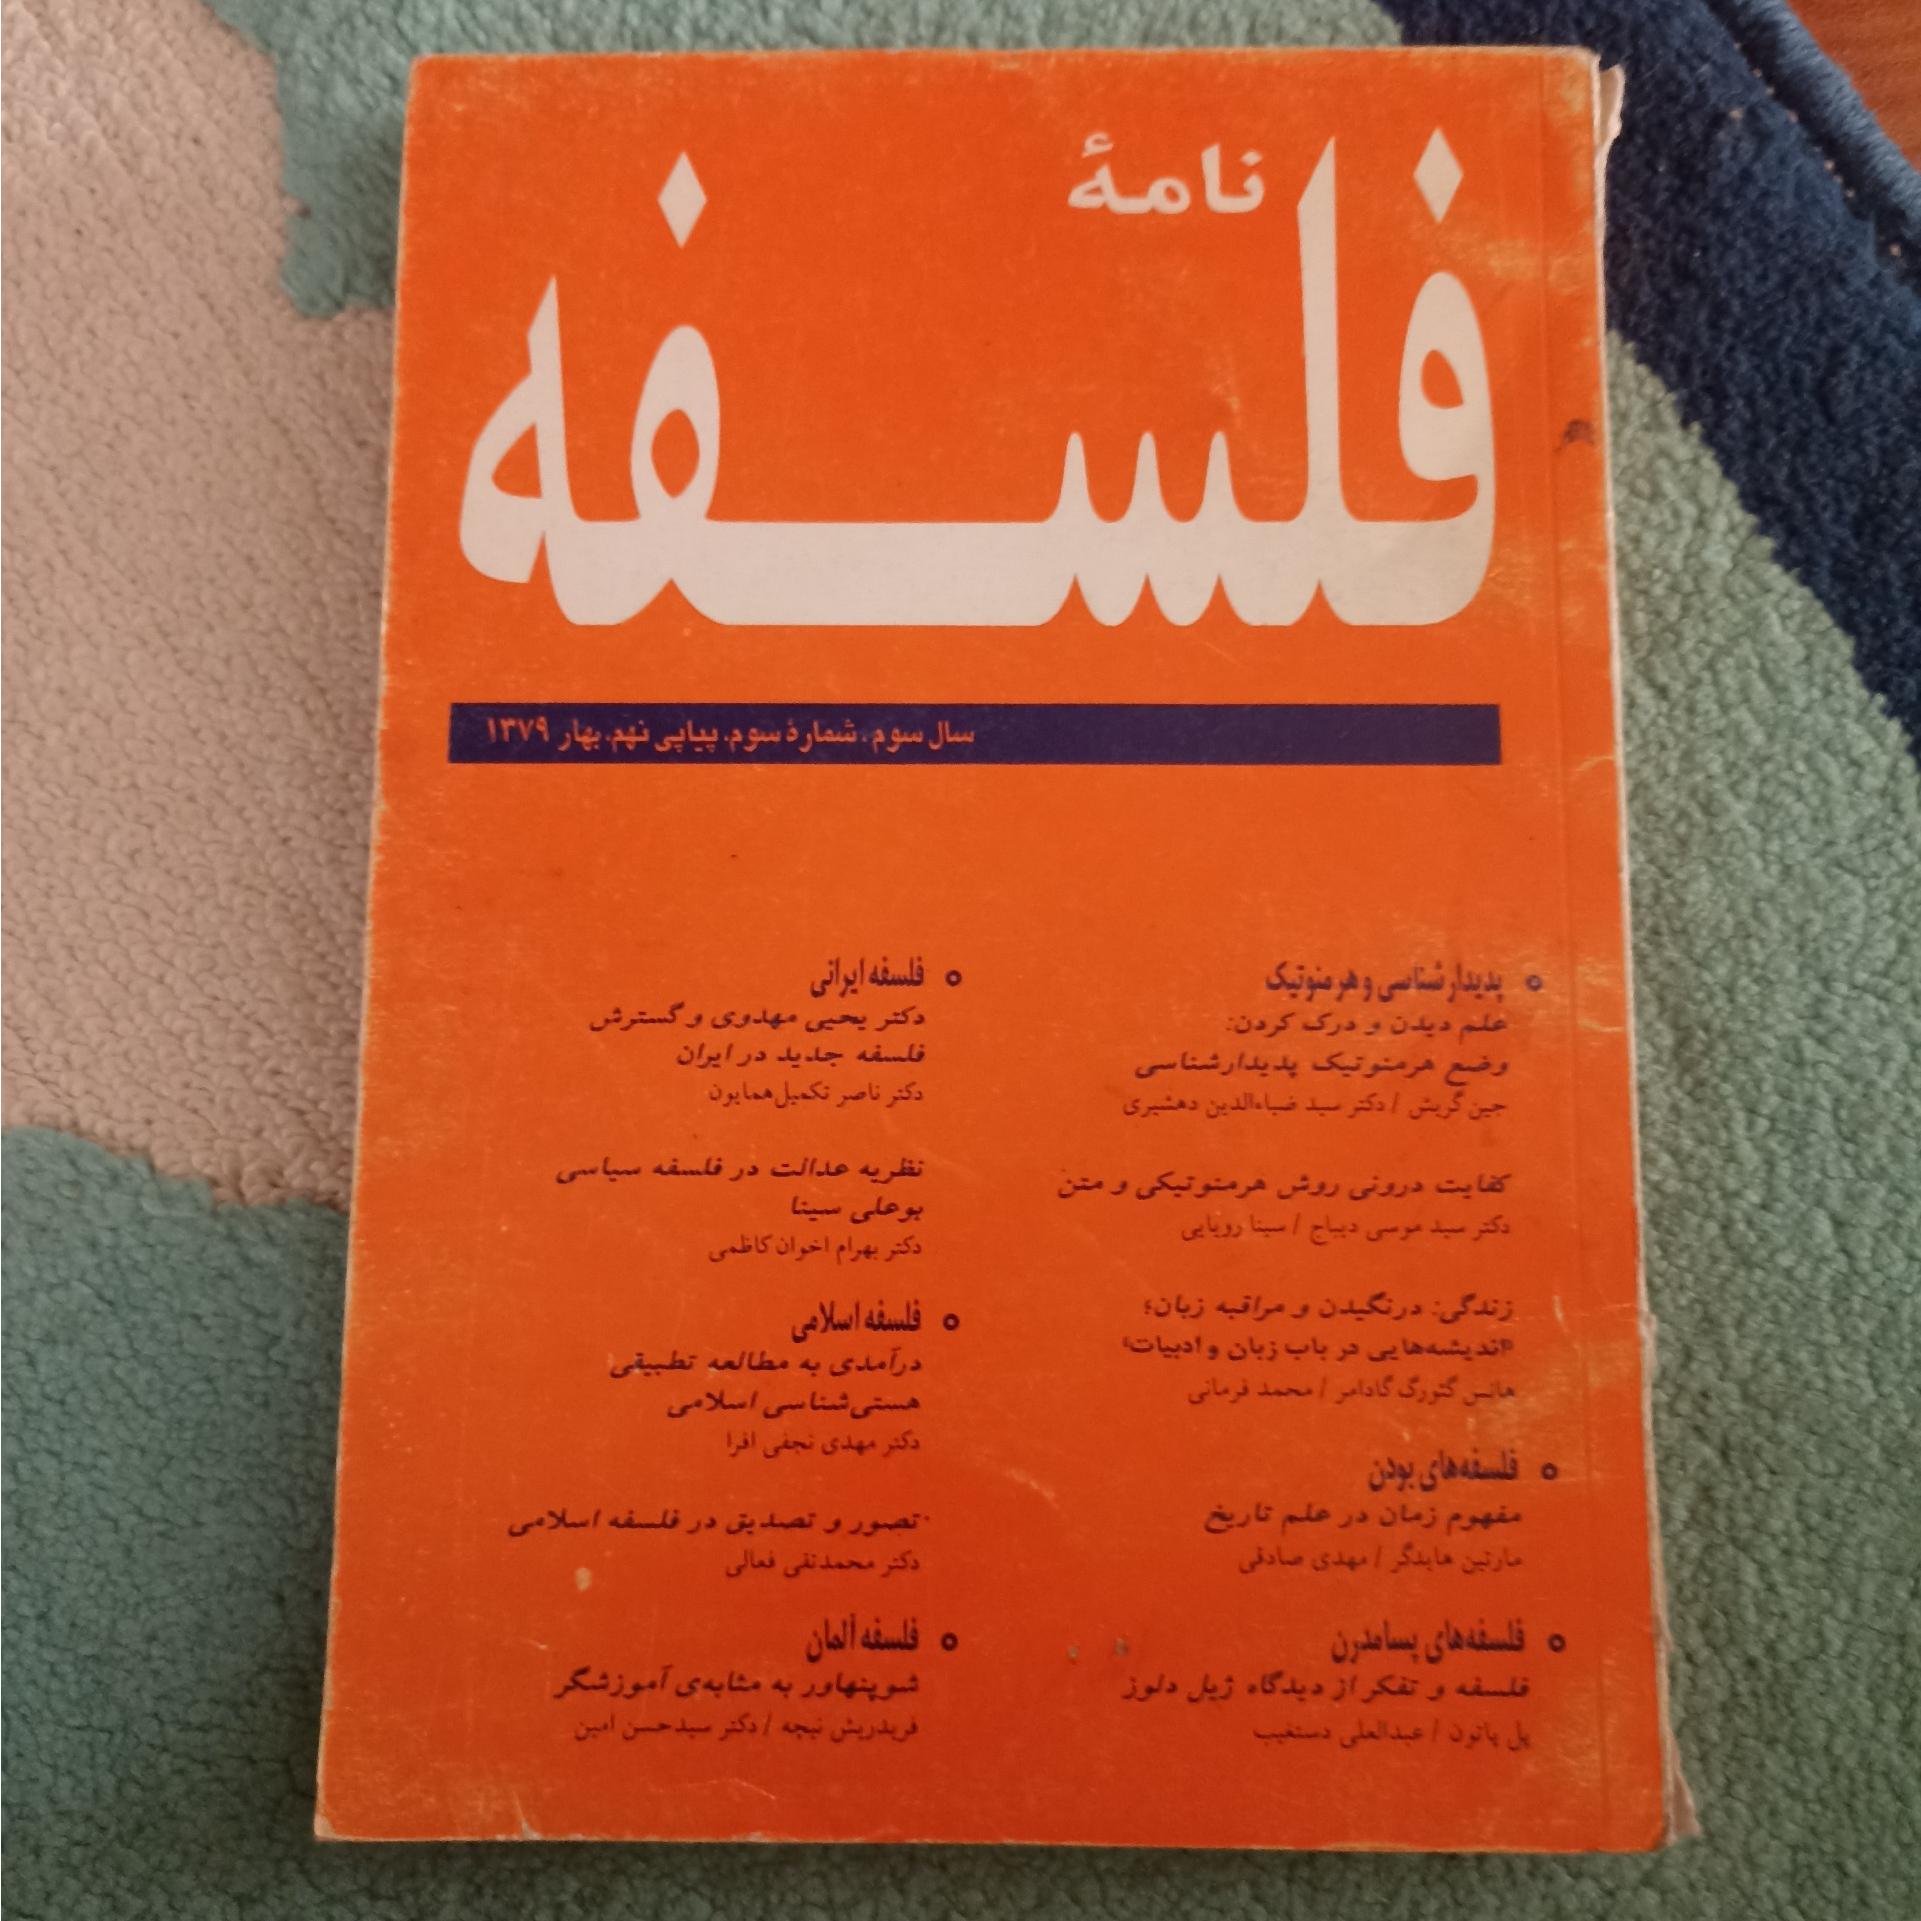 نامهٔ
فلسفه
سال سوم، شمارهٔ سوم، پیاپی نهم، بهار ۱۳۷۹
پدیدارشناسی و هرمنوتیک
علم دیدن و درک کردن:
وضع هرمنوتیک پدیدارشناسی
جین گریش / دکتر سید ضیاءالدین دهشیری
کفایت درونی روش هرمنوتیکی و متن
دکتر سید موسی دیباج / سینا رویایی
زندگی: درنگیدن و مراقبه زبان؛
«اندیشه‌هایی در باب زبان و ادبیات»
هانس گئورگ گادامر / محمد فرمانی
فلسفه‌های بودن
مفهوم زمان در علم تاریخ
مارتین هایدگر / مهدی صادقی
فلسفه‌های پسامدرن
فلسفه و تفکر از دیدگاه ژیل دلوز
پل پاتون / عبدالعلی دستغیب
فلسفه ایرانی
دکتر یحیی مهدوی و گسترش
فلسفه جدید در ایران
دکتر ناصر تکمیل‌همایون
نظریه عدالت در فلسفه سیاسی
بوعلی سینا
دکتر بهرام اخوان کاظمی
فلسفه اسلامی
درآمدی به مطالعه تطبیقی
هستی‌شناسی اسلامی
دکتر مهدی نجفی افرا
تصور و تصدیق در فلسفه اسلامی
دکتر محمدتقی فعالی
فلسفه آلمان
شوپنهاور به مثابه‌ی آموزشگر
فریدریش نیچه / دکتر سیدحسن امین